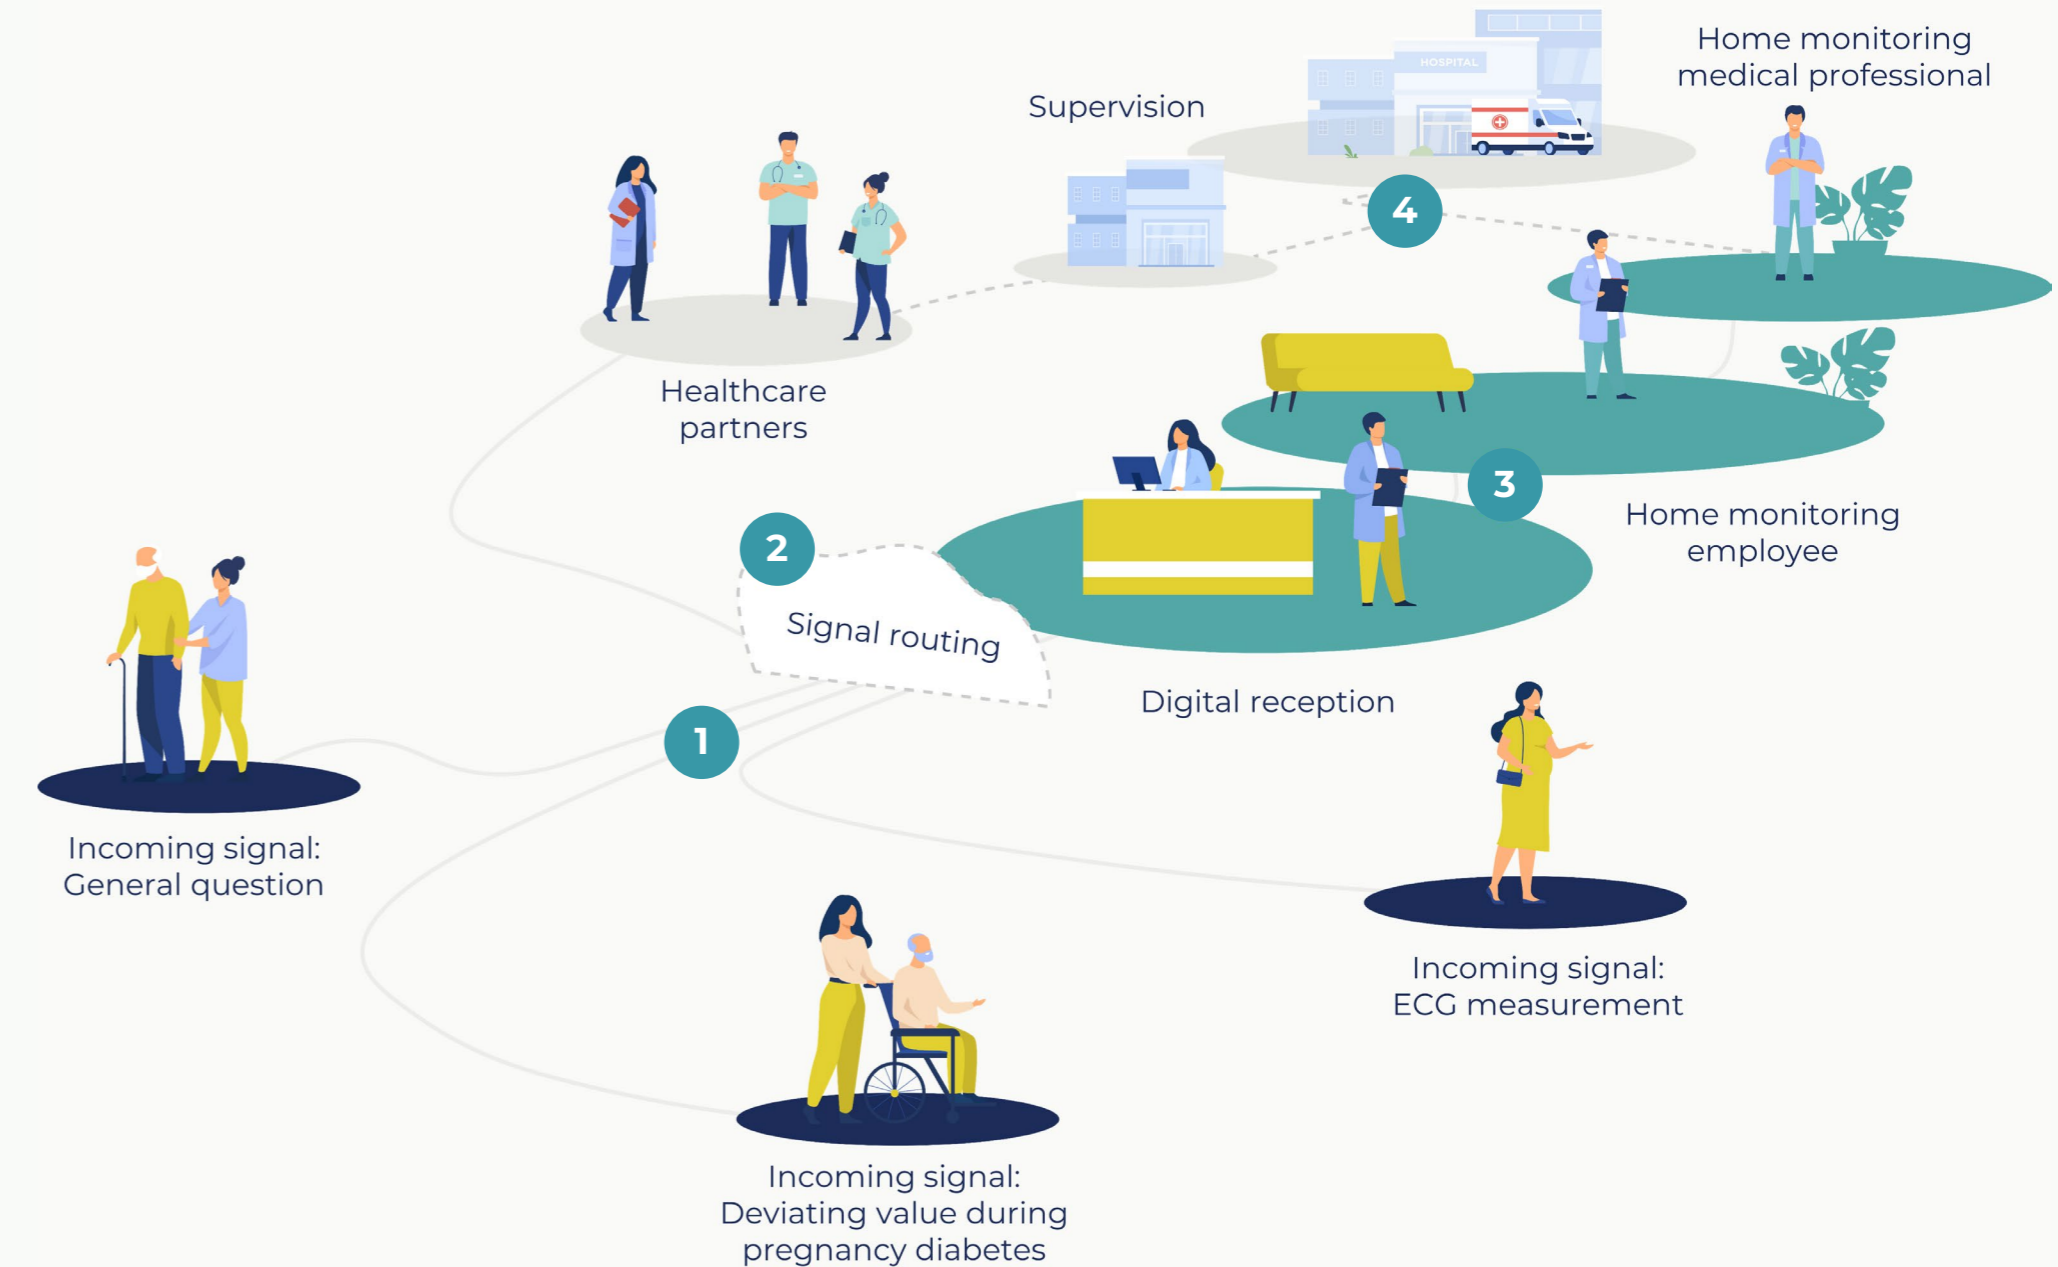 Home monitoring
medical professional
HOSPITAL
Supervision
4
Healthcare
partners
3
Home monitoring
employee
2
Signal routing
Digital reception
1
Incoming signal:
General question
Incoming signal:
ECG measurement
Incoming signal:
Deviating value during
pregnancy diabetes